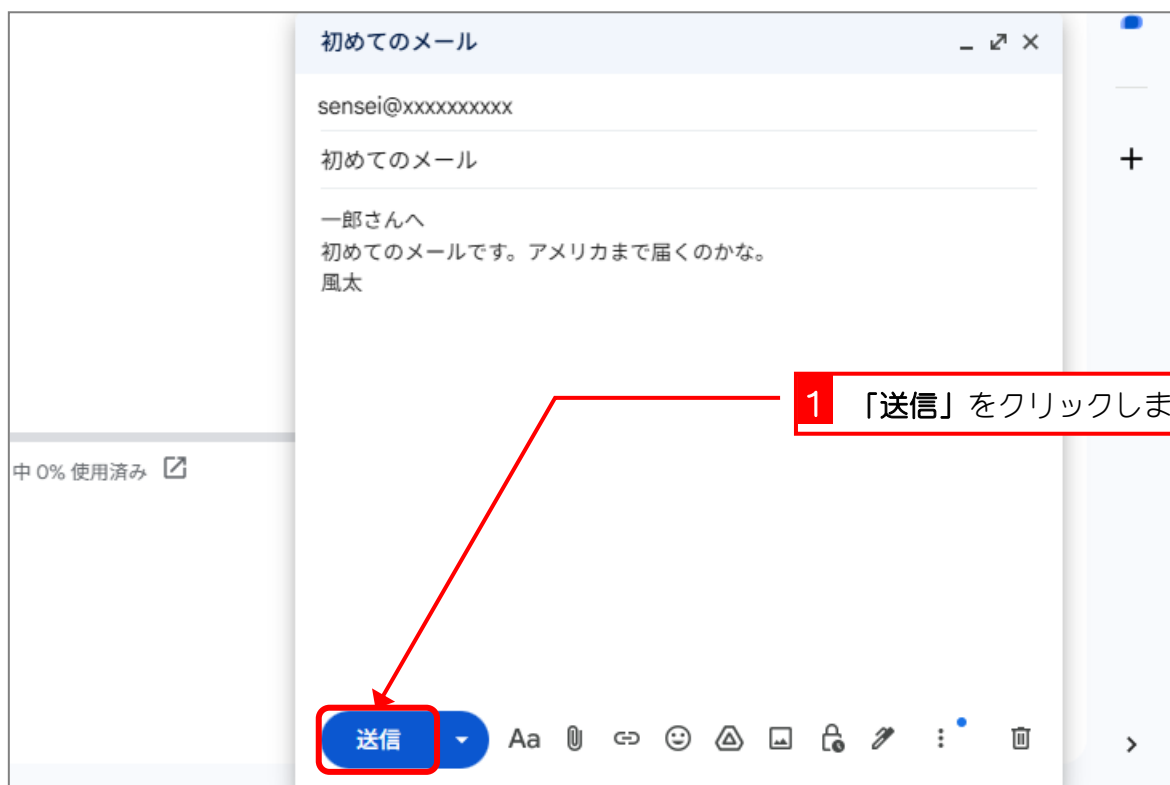 初めてのメール
sensei@xxxxxxxxxx
初めてのメール
一郎さんへ
初めてのメールです。アメリカまで届くのかな。
風太
1 「送信」をクリックしま
中 0% 使用済み
送信 Aa